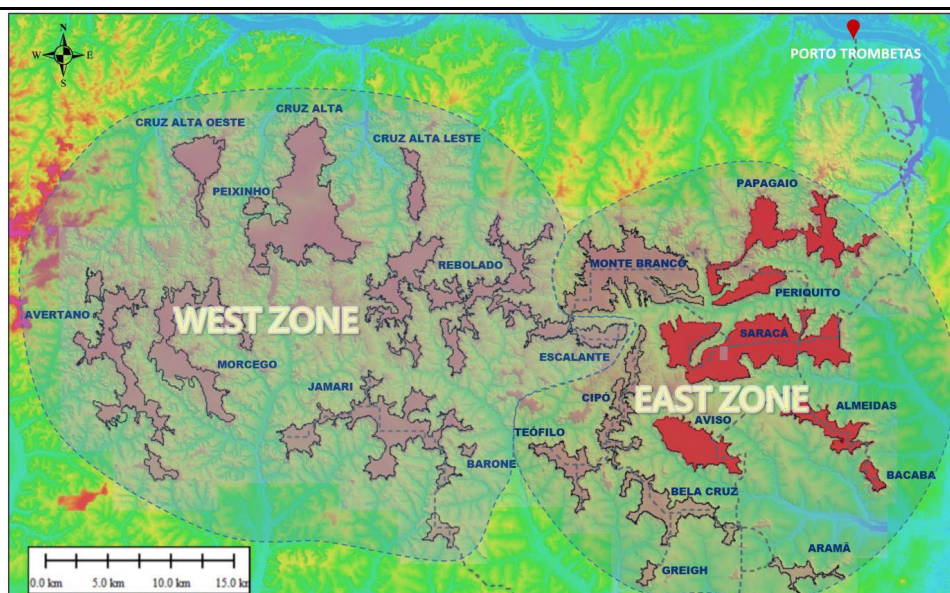 N
W E
S
PORTO TROMBETAS
CRUZ ALTA
CRUZ ALTA OESTE
CRUZ ALTA LESTE
PEIXINHO
PAPAGAIO
REBOLADO
MONTE BRANCO
PERIQUITO
AVERTANO
WEST ZONE
SARACÁ
ESCALANTE
MORCEGO
JAMARI
CIPÓ
EAST ZONE
ALMEIDAS
AVISO
TEÓFILO
BARONE
BACABA
BELA CRUZ
ARAMÃ
GREIGH
0.0 km 5.0 km 10.0 km 15.0 k